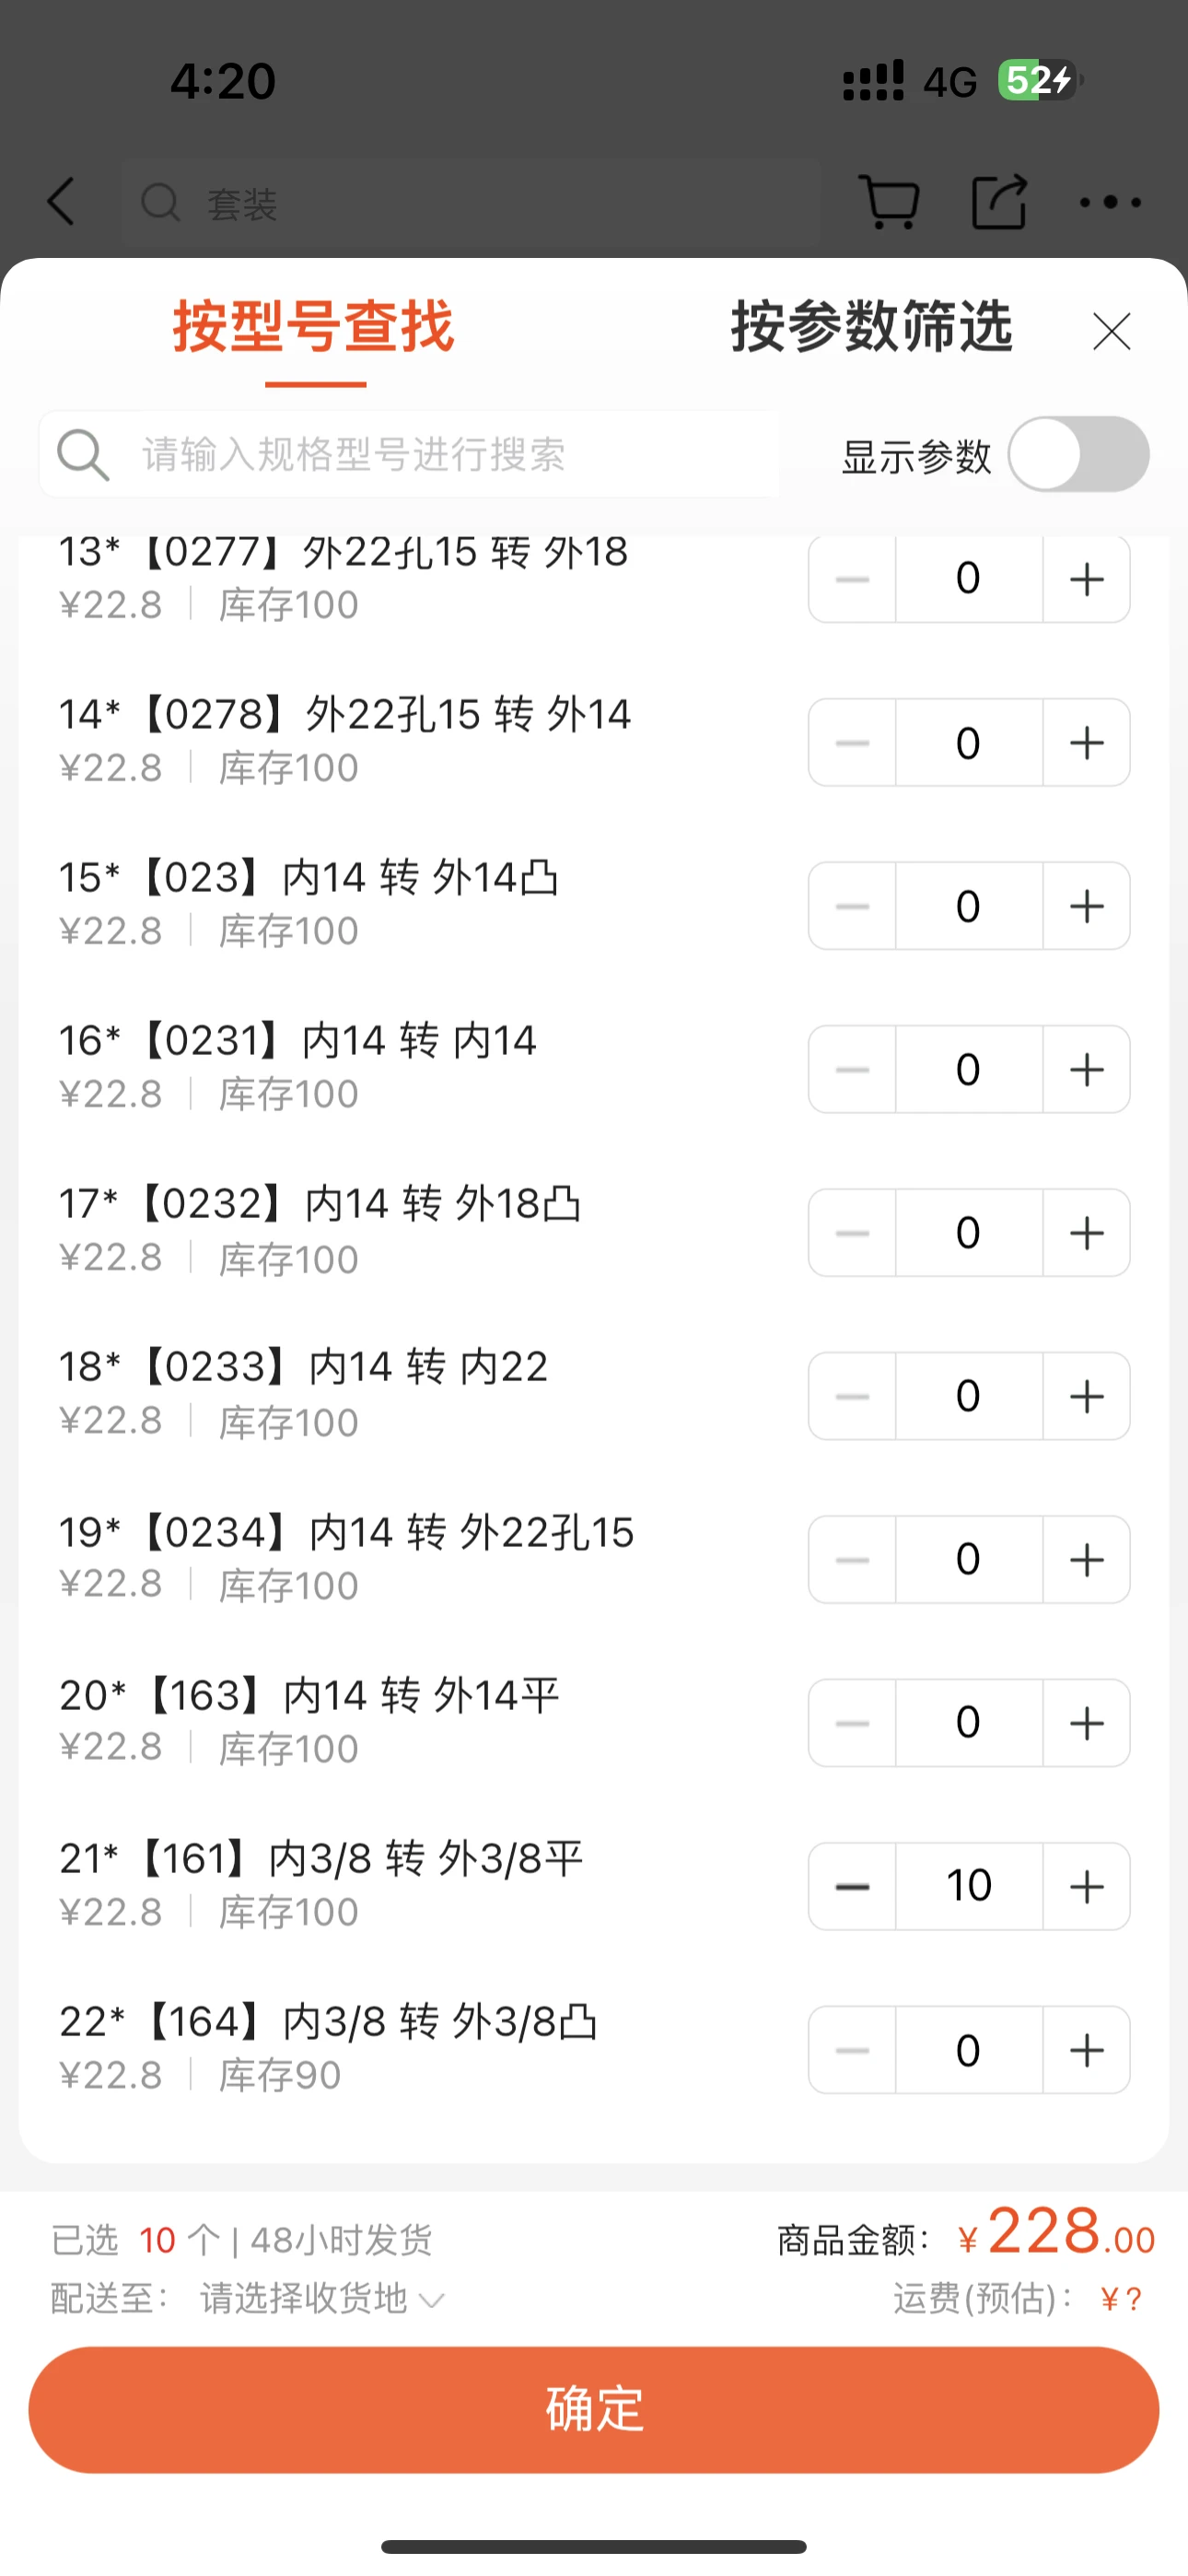 4:20 4G 52
套装
按型号查找 按参数筛选
请输入规格型号进行搜索 显示参数
13*【0277】外22孔15 转 外18
¥22.8 | 库存100 0
14*【0278】外22孔15 转 外14
¥22.8 | 库存100 0
15*【023】内14 转 外14凸
¥22.8 | 库存100 0
16*【0231】内14 转 内14
¥22.8 | 库存100 0
17*【0232】内14 转 外18凸
¥22.8 | 库存100 0
18*【0233】内14 转 内22
¥22.8 | 库存100 0
19*【0234】内14 转 外22孔15
¥22.8 | 库存100 0
20*【163】内14 转 外14平
¥22.8 | 库存100 0
21*【161】内3/8 转 外3/8平
¥22.8 | 库存100 10
22*【164】内3/8 转 外3/8凸
¥22.8 | 库存90 0
已选 10 个 | 48小时发货 商品金额： ¥228.00
配送至： 请选择收货地 运费(预估)： ¥?
确定